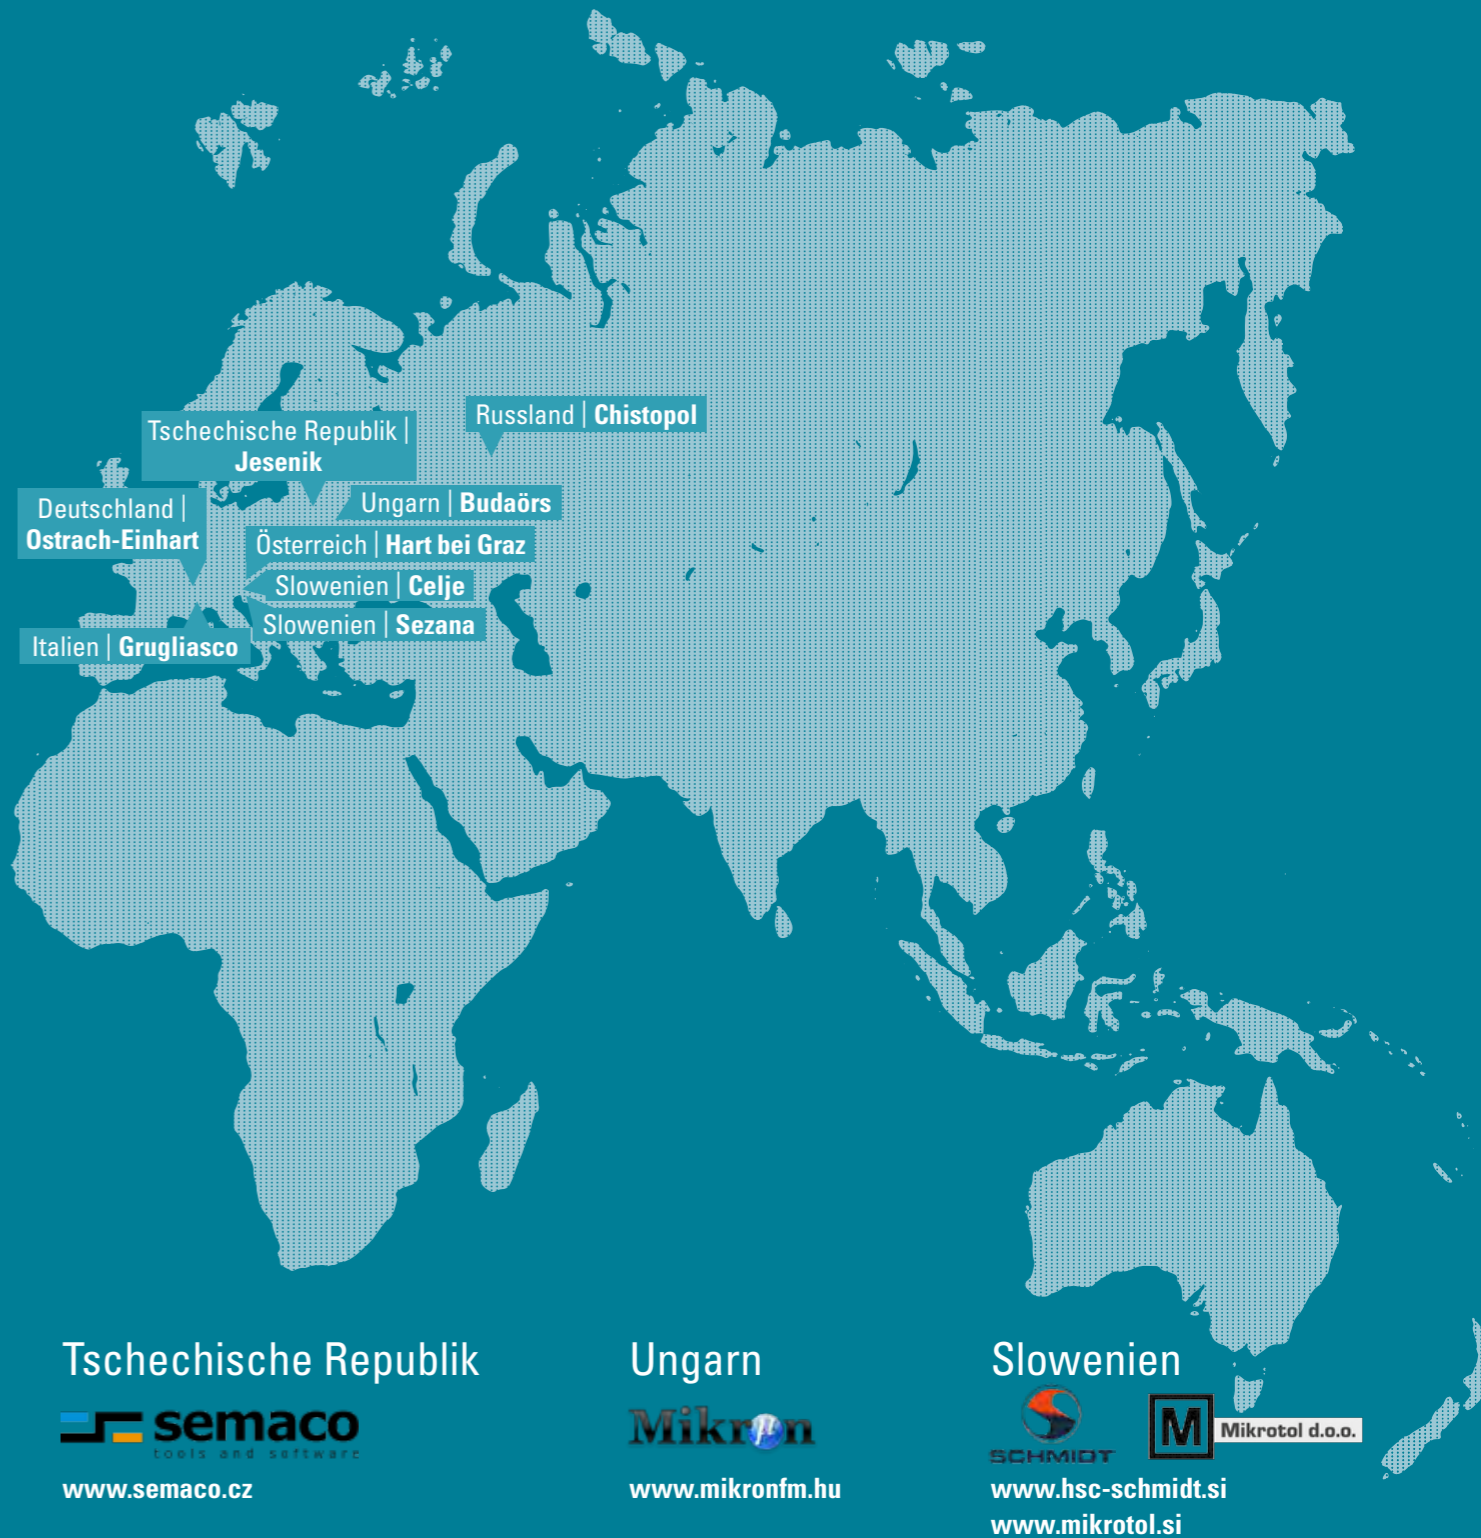 Russland | Chistopol
Tschechische Republik |
Jesenik
Ungarn | Budaörs
Deutschland |
Ostrach-Einhart
Österreich | Hart bei Graz
Slowenien | Celje
Slowenien | Sezana
Italien | Grugliasco
Tschechische Republik
semaco
tools and software
www.semaco.cz
Ungarn
Mikron
www.mikronfm.hu
Slowenien
SCHMIDT
M Mikrotol d.o.o.
www.hsc-schmidt.si
www.mikrotol.si